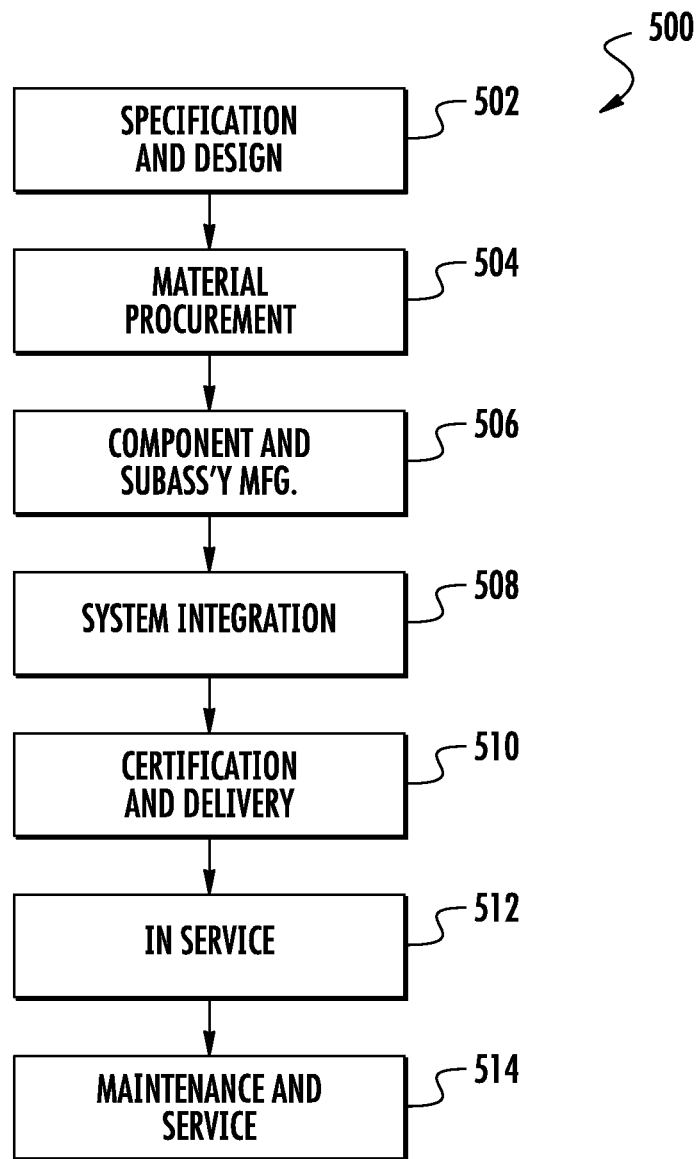 500
SPECIFICATION
AND DESIGN
502
MATERIAL
PROCUREMENT
504
COMPONENT AND
SUBASS'Y MFG.
506
SYSTEM INTEGRATION
508
CERTIFICATION
AND DELIVERY
510
IN SERVICE
512
MAINTENANCE AND
SERVICE
514